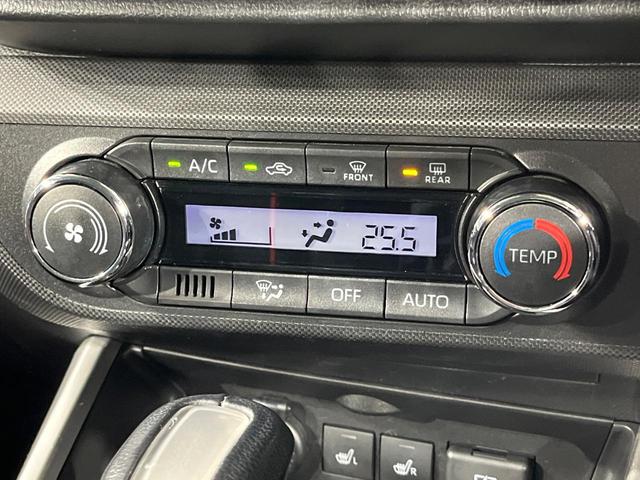 A/C
FRONT
REAR
25.5
TEMP
OFF
AUTO
L
R